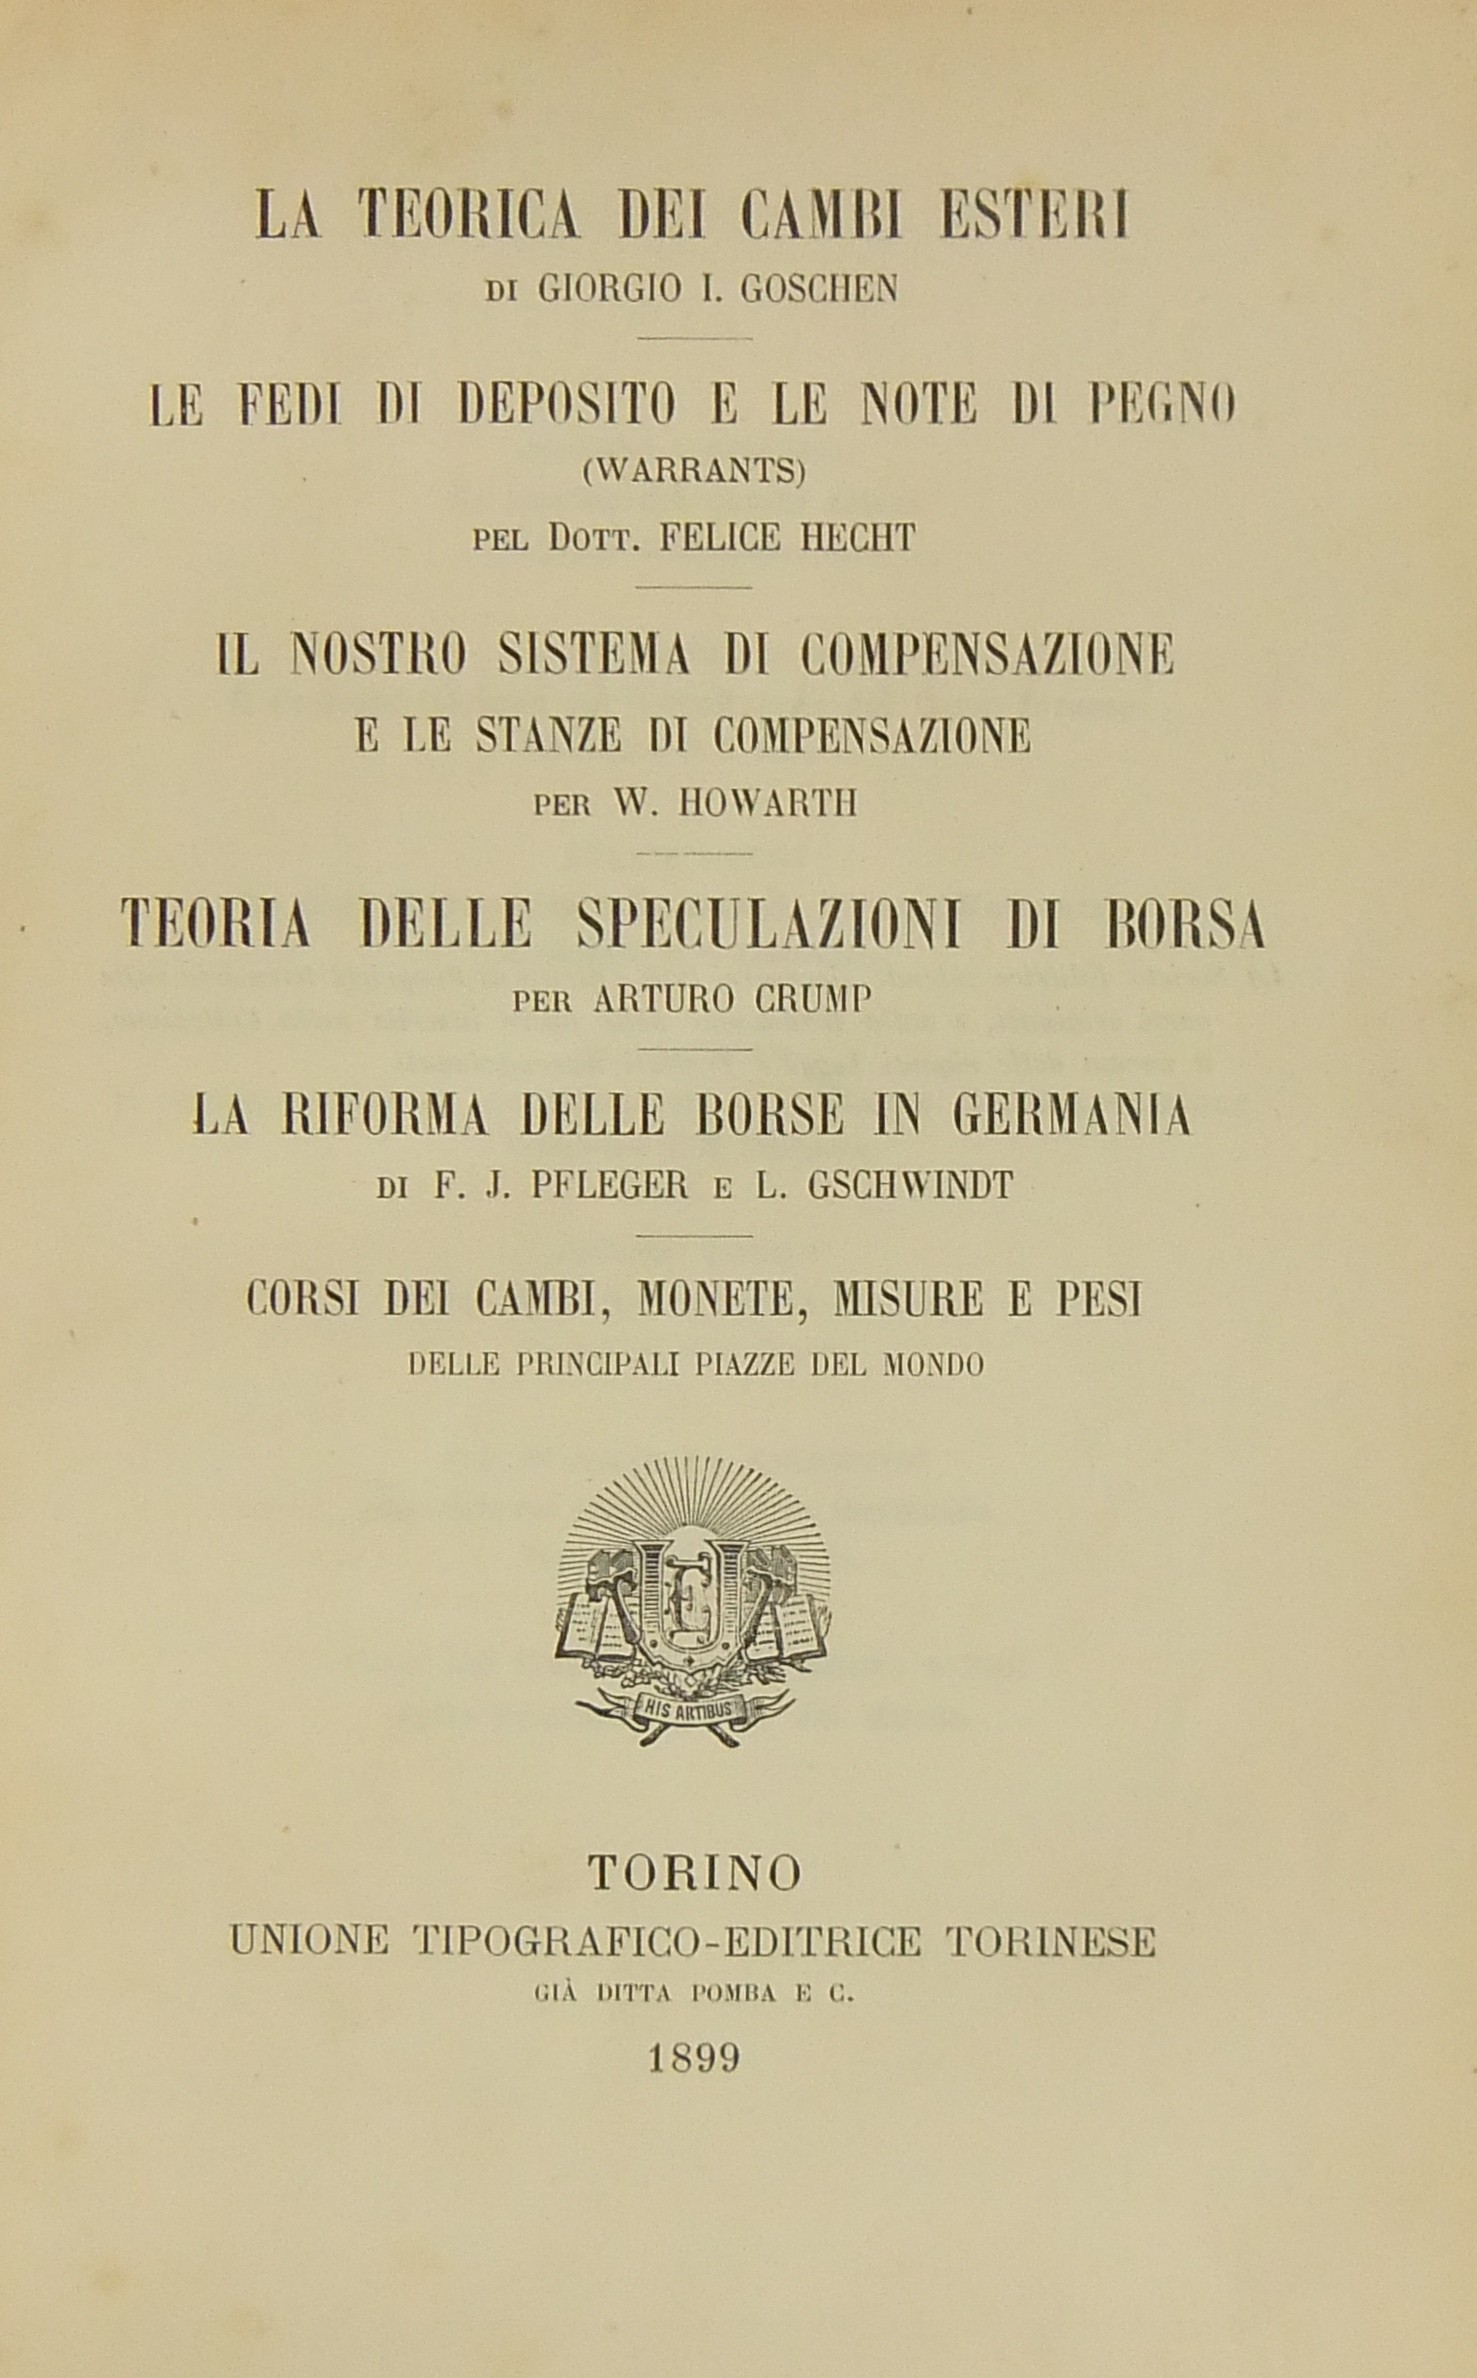 LA TEORICA DEI CAMBI ESTERI
DI GIORGIO I. GOSCHEN
LE FEDI DI DEPOSITO E LE NOTE DI PEGNO
(WARRANTS)
PEL DOTT. FELICE HECHT
IL NOSTRO SISTEMA DI COMPENSAZIONE
E LE STANZE DI COMPENSAZIONE
PER W. HOWARTH
TEORIA DELLE SPECULAZIONI DI BORSA
PER ARTURO CRUMP
LA RIFORMA DELLE BORSE IN GERMANIA
DI F. J. PFLEGER E L. GSCHWINDT
CORSI DEI CAMBI, MONETE, MISURE E PESI
DELLE PRINCIPALI PIAZZE DEL MONDO
HIS ARTIBUS
TORINO
UNIONE TIPOGRAFICO-EDITRICE TORINESE
GIÀ DITTA POMBA E C.
1899